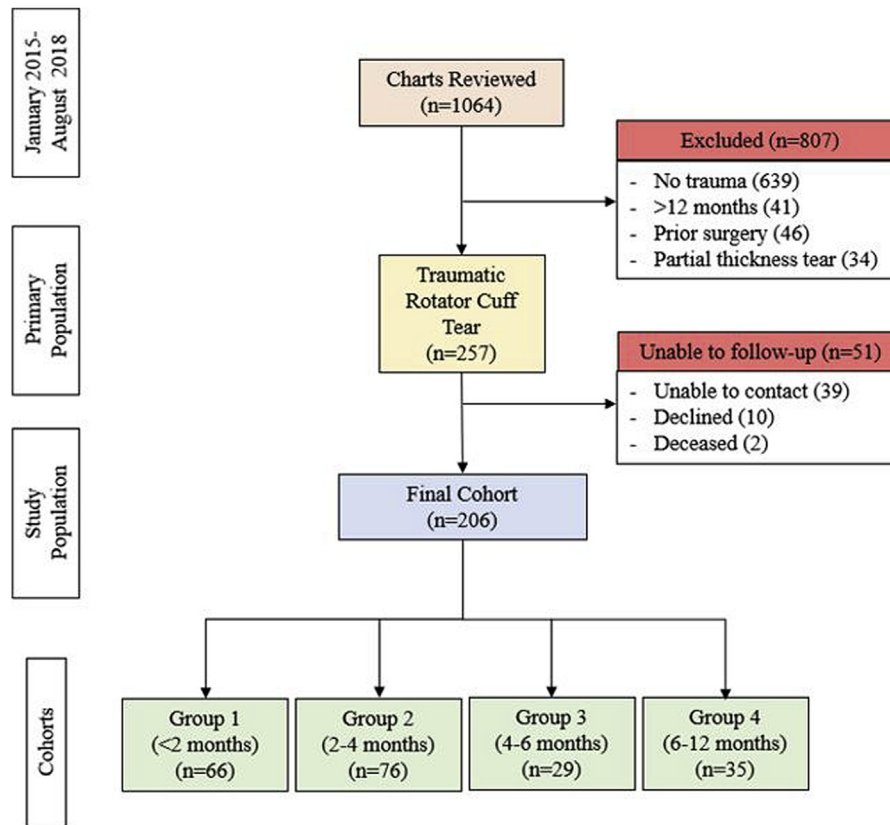 January 2015-
August 2018
Charts Reviewed
(n=1064)
Excluded (n=807)
- No trauma (639)
- >12 months (41)
- Prior surgery (46)
- Partial thickness tear (34)
Primary
Population
Traumatic
Rotator Cuff
Tear
(n=257)
Unable to follow-up (n=51)
- Unable to contact (39)
- Declined (10)
- Deceased (2)
Study
Population
Final Cohort
(n=206)
Cohorts
Group 1
(<2 months)
(n=66)
Group 2
(2-4 months)
(n=76)
Group 3
(4-6 months)
(n=29)
Group 4
(6-12 months)
(n=35)